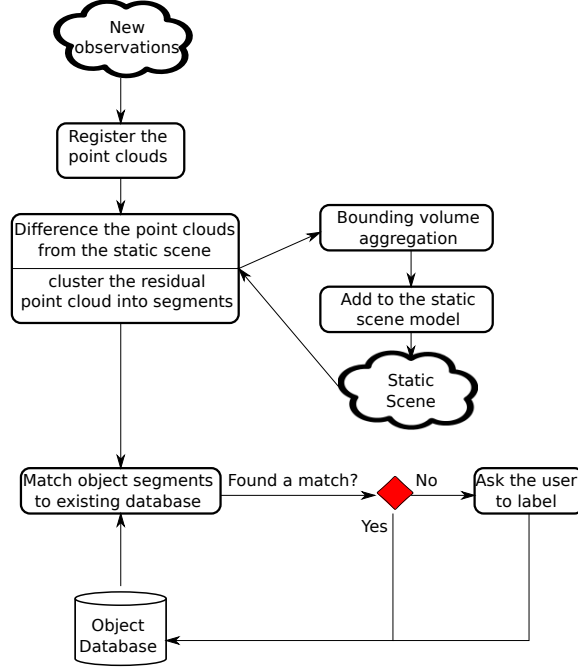 New
observations
Register the
point clouds
Difference the point clouds
from the static scene
cluster the residual
point cloud into segments
Bounding volume
aggregation
Add to the static
scene model
Static
Scene
Match object segments
to existing database
Found a match?
No
Ask the user
to label
Yes
Object
Database